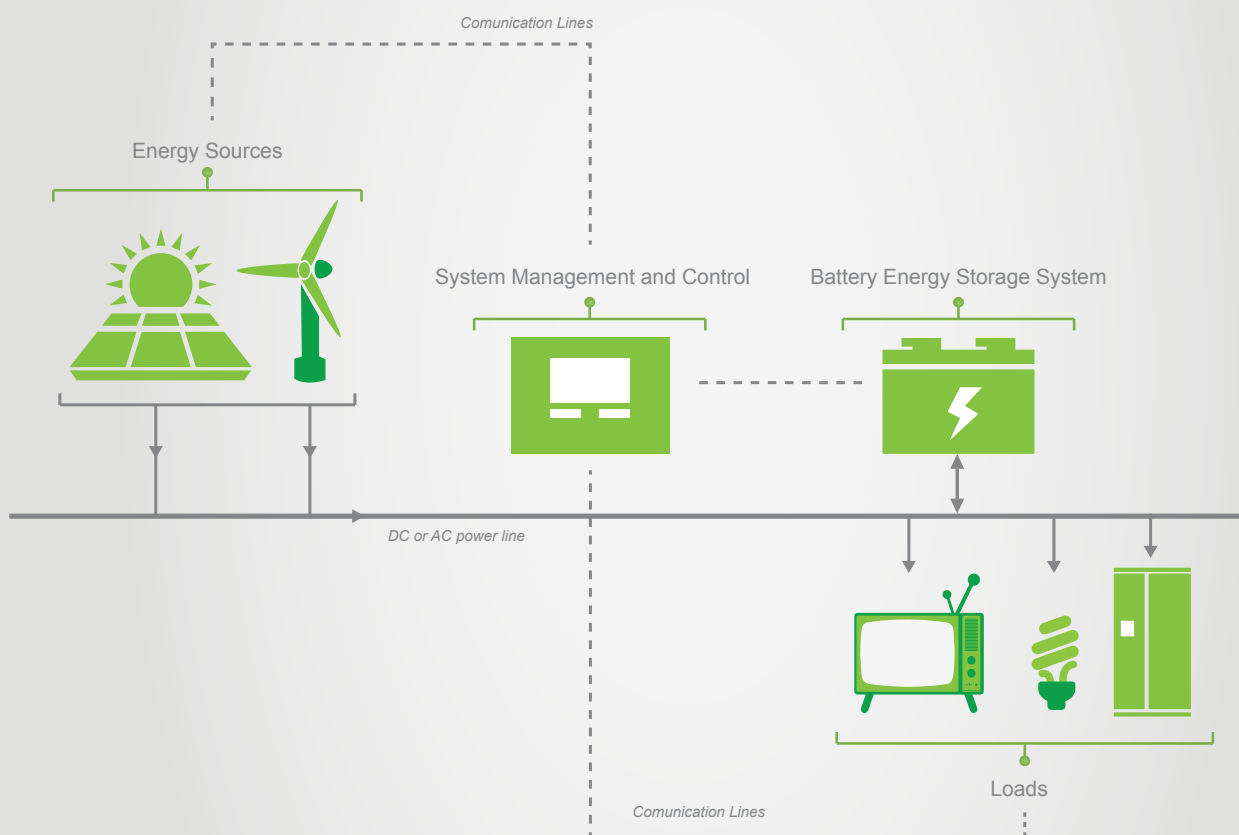 Comunication Lines
Energy Sources
System Management and Control
Battery Energy Storage System
DC or AC power line
Loads
Comunication Lines